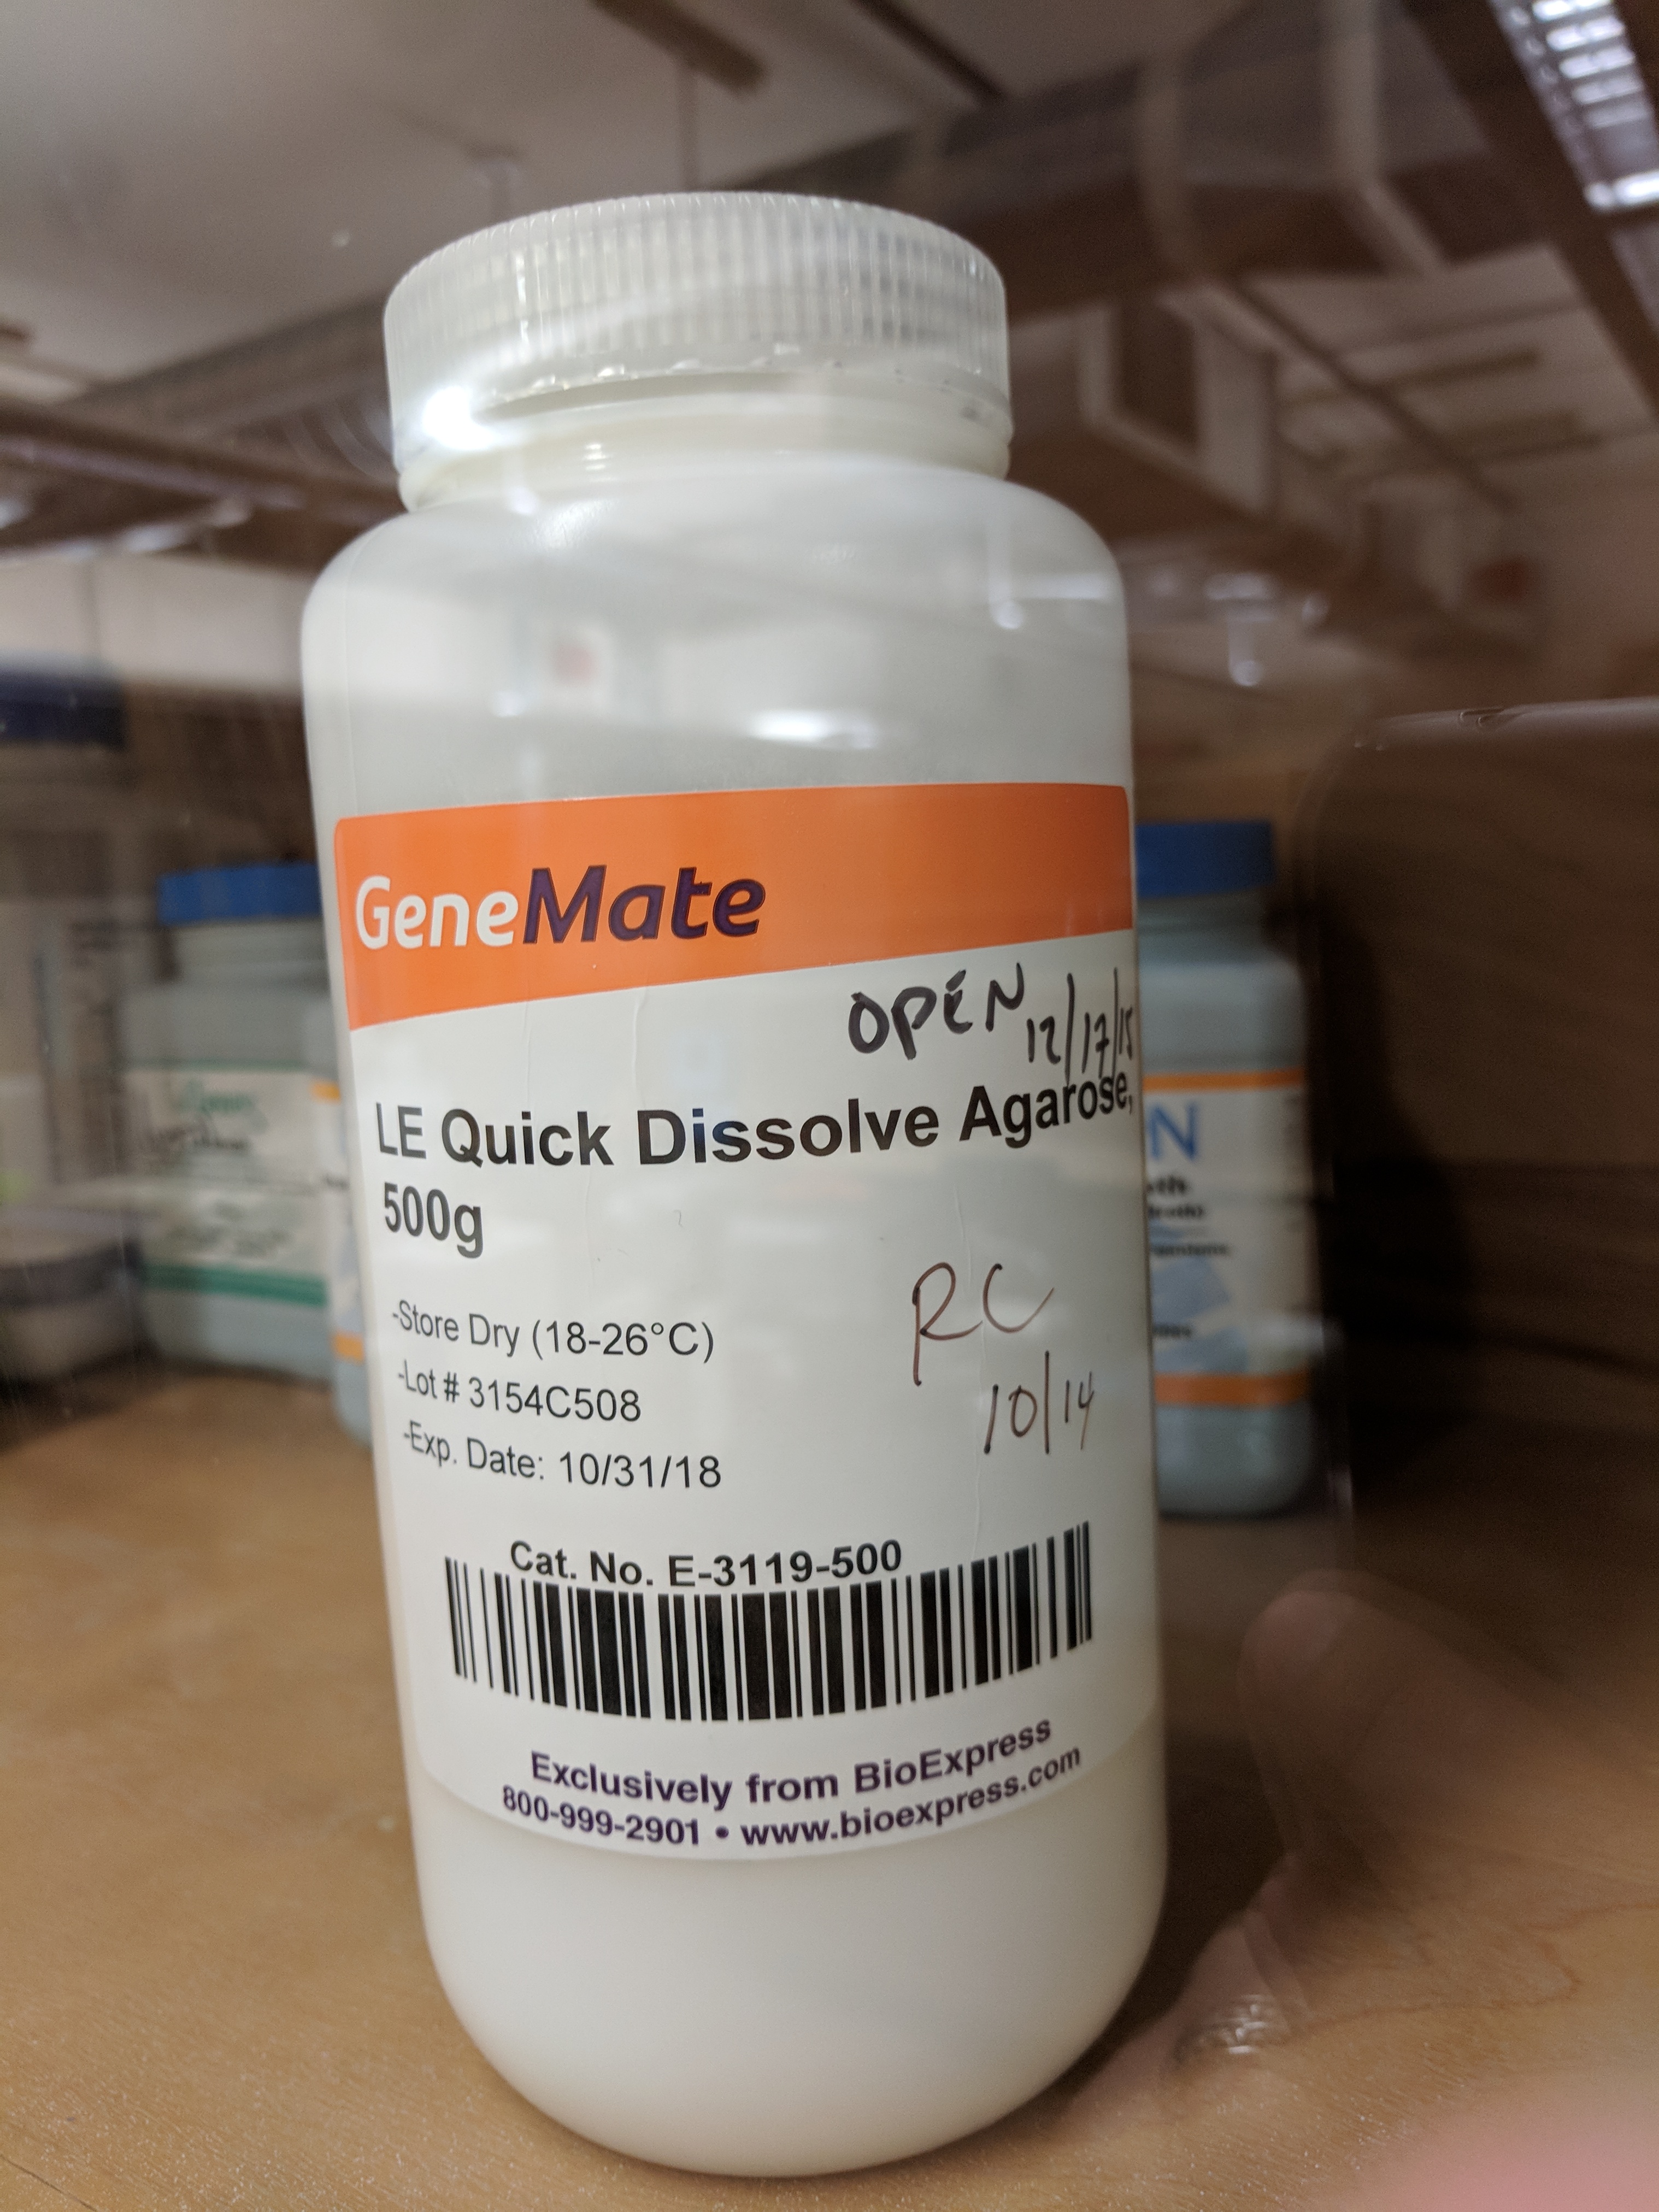 GeneMate
OPEN 12/17/15
LE Quick Dissolve Agarose,
500g
-Store Dry (18-26°C)
-Lot # 3154C508
-Exp. Date: 10/31/18
RC
10/14
Cat. No. E-3119-500
Exclusively from BioExpress
800-999-2901 • www.bioexpress.com
N